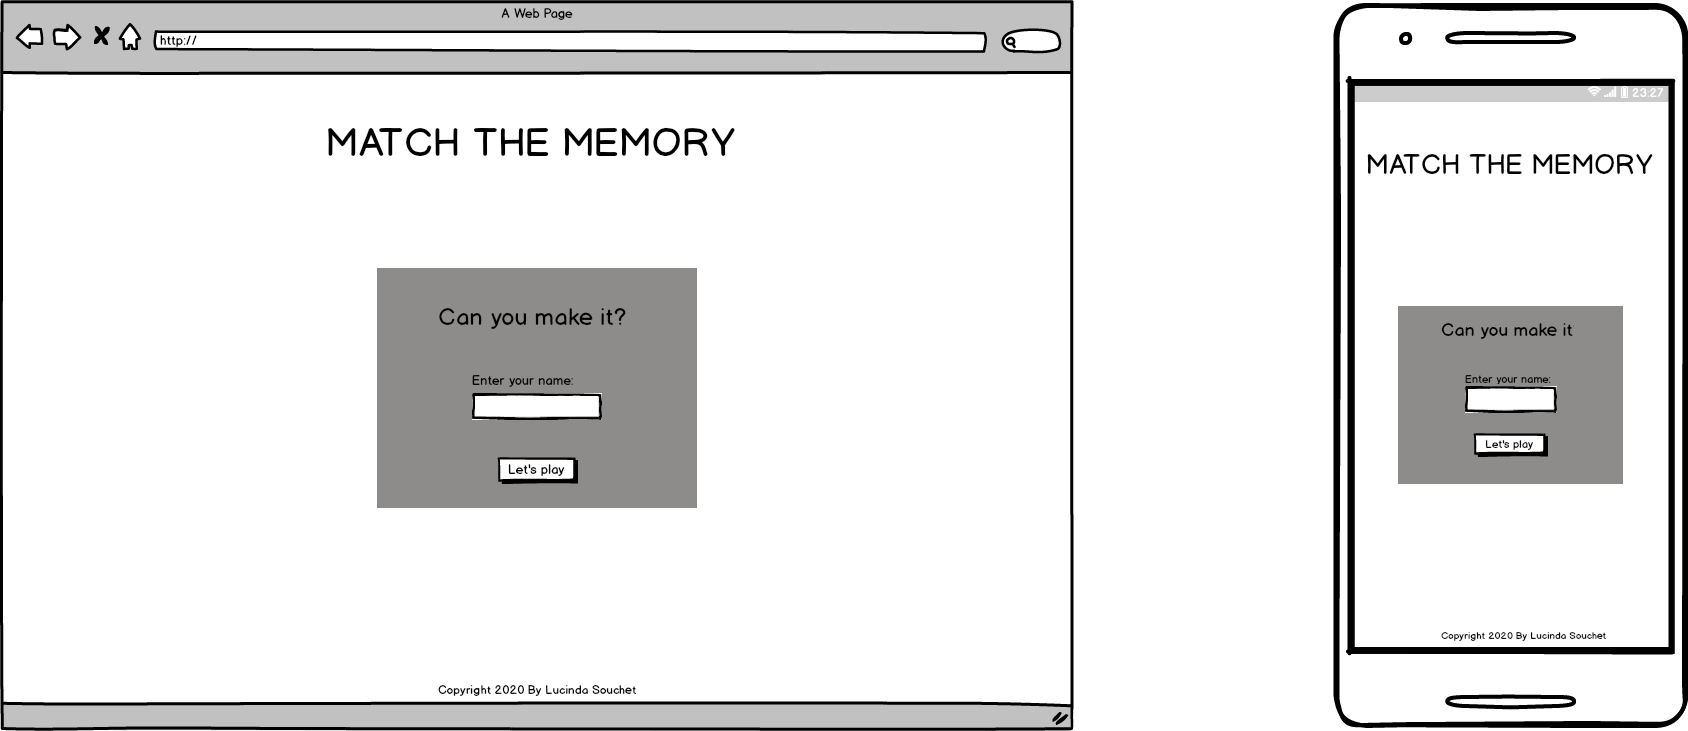 A Web Page
http://
MATCH THE MEMORY
Can you make it?
Enter your name:
Let's play
Copyright 2020 By Lucinda Souchet
23:27
MATCH THE MEMORY
Can you make it
Enter your name:
Let's play
Copyright 2020 By Lucinda Souchet